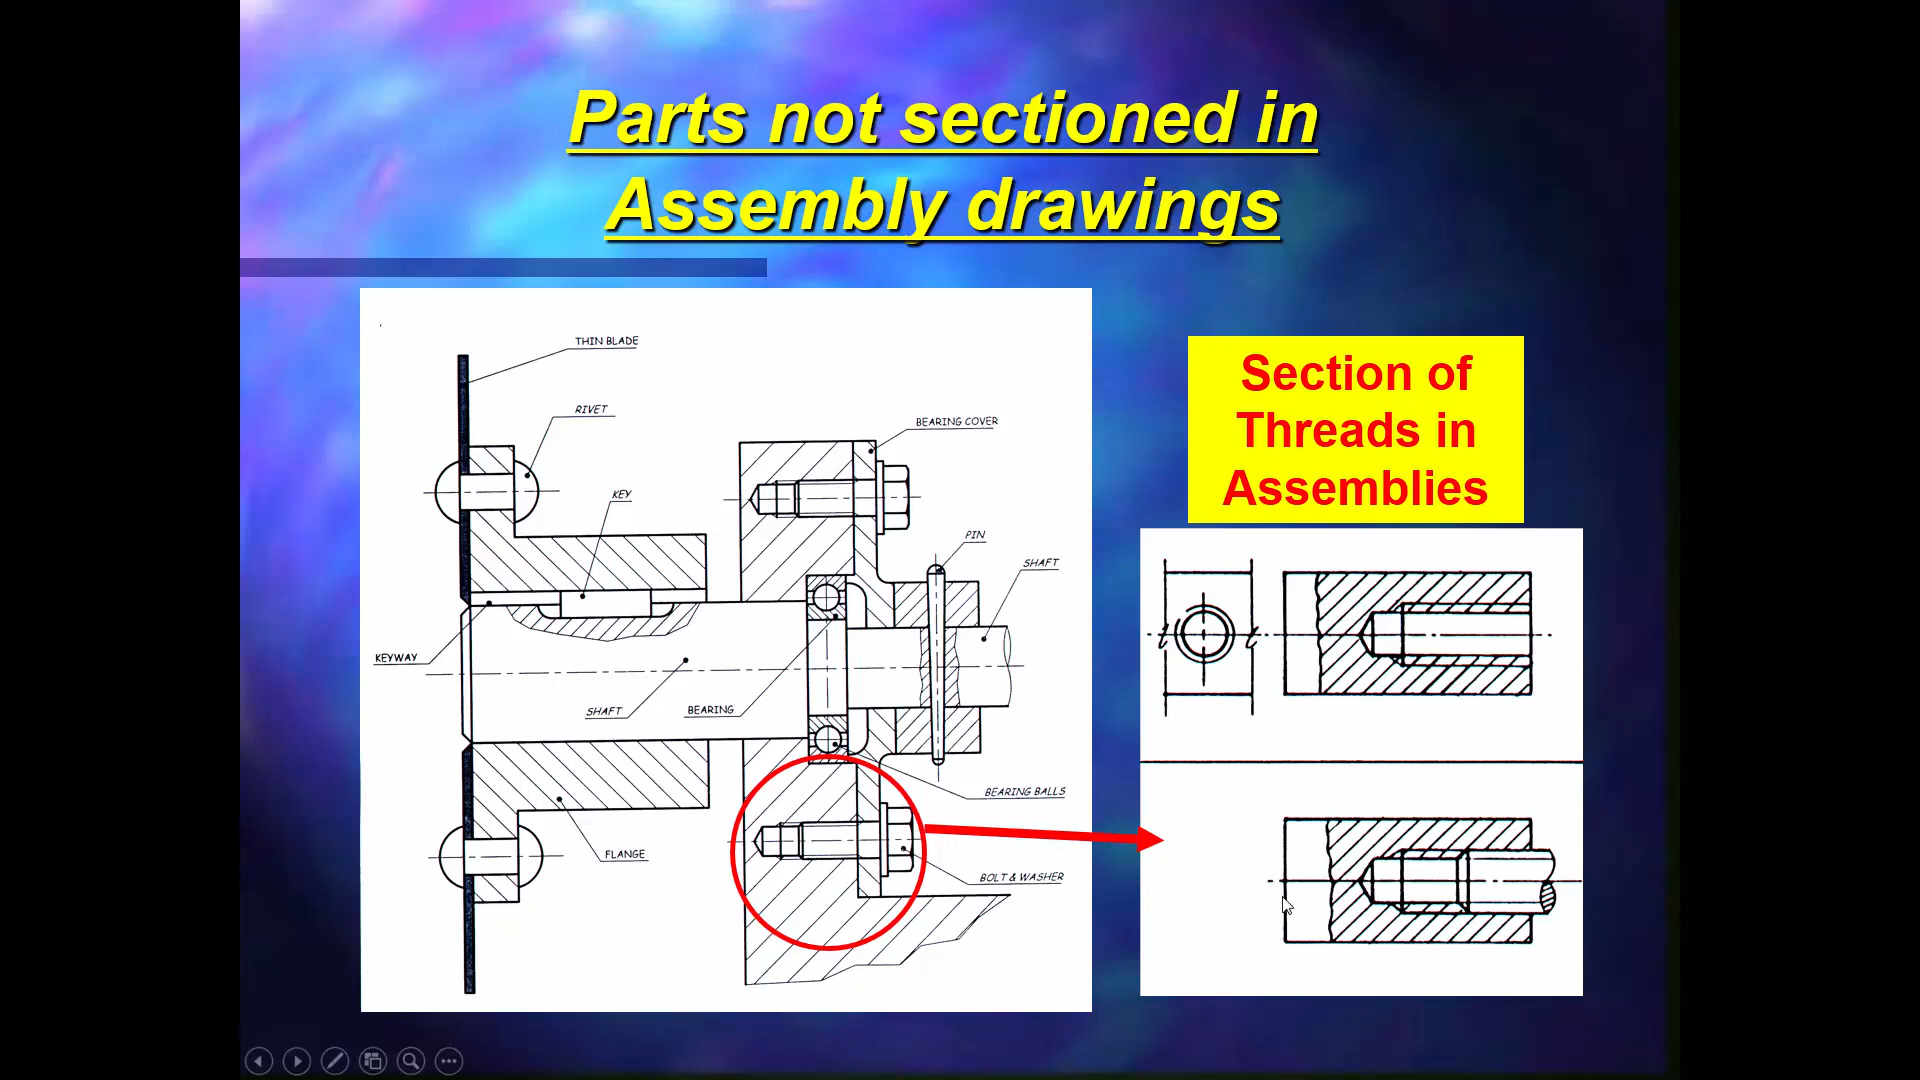 Parts not sectioned in
Assembly drawings
THIN BLADE
RIVET
BEARING COVER
KEY
PIN
SHAFT
KEYWAY
SHAFT
BEARING
BEARING BALLS
FLANGE
BOLT & WASHER
Section of
Threads in
Assemblies